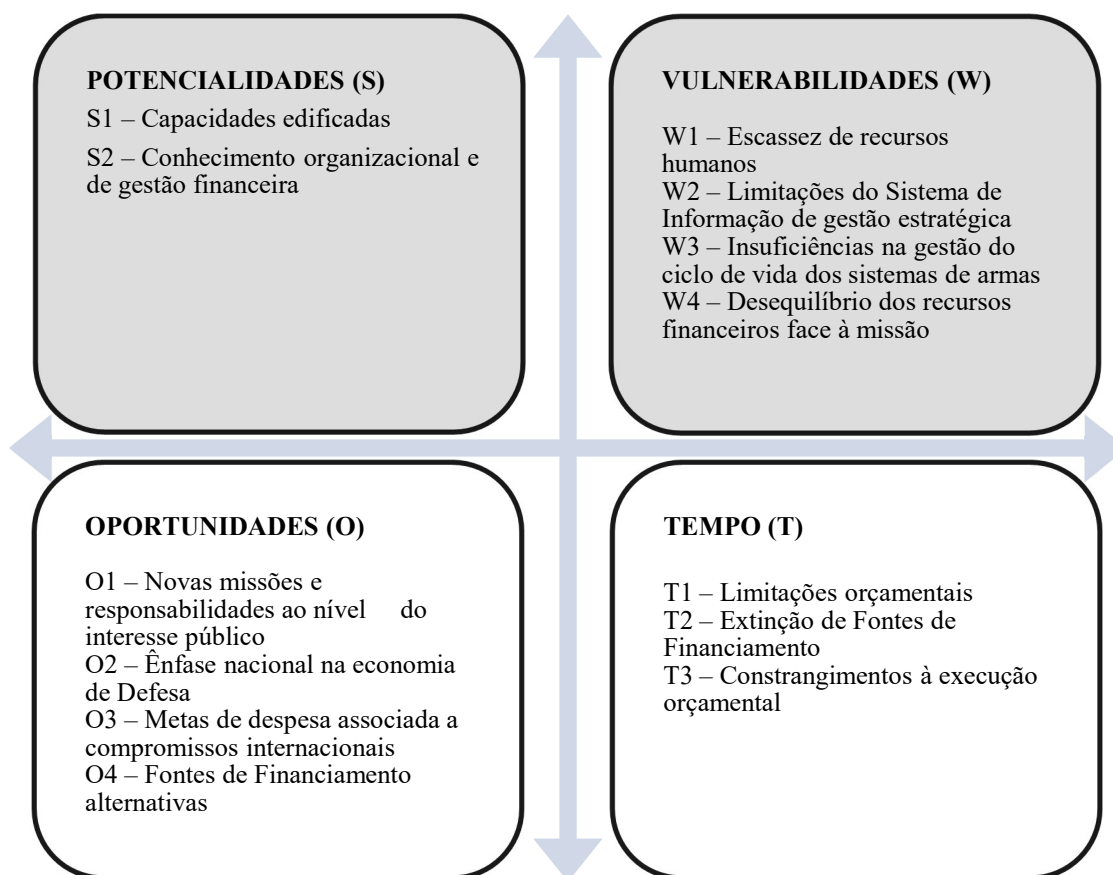 POTENCIALIDADES (S)
S1 – Capacidades edificadas
S2 – Conhecimento organizacional e
de gestão financeira
VULNERABILIDADES (W)
W1 – Escassez de recursos
humanos
W2 – Limitações do Sistema de
Informação de gestão estratégica
W3 – Insuficiências na gestão do
ciclo de vida dos sistemas de armas
W4 – Desequilíbrio dos recursos
financeiros face à missão
OPORTUNIDADES (O)
O1 – Novas missões e
responsabilidades ao nível do
interesse público
O2 – Ênfase nacional na economia
de Defesa
O3 – Metas de despesa associada a
compromissos internacionais
O4 – Fontes de Financiamento
alternativas
TEMPO (T)
T1 – Limitações orçamentais
T2 – Extinção de Fontes de
Financiamento
T3 – Constrangimentos à execução
orçamental